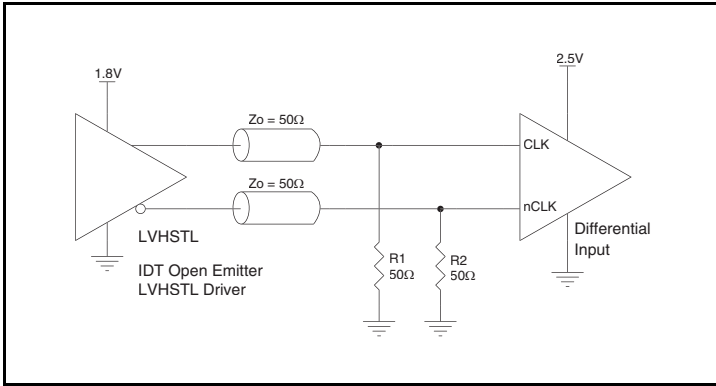 1.8V
2.5V
Zo = 50Ω
CLK
Zo = 50Ω
nCLK
LVHSTL
IDT Open Emitter
LVHSTL Driver
R1
50Ω
R2
50Ω
Differential
Input